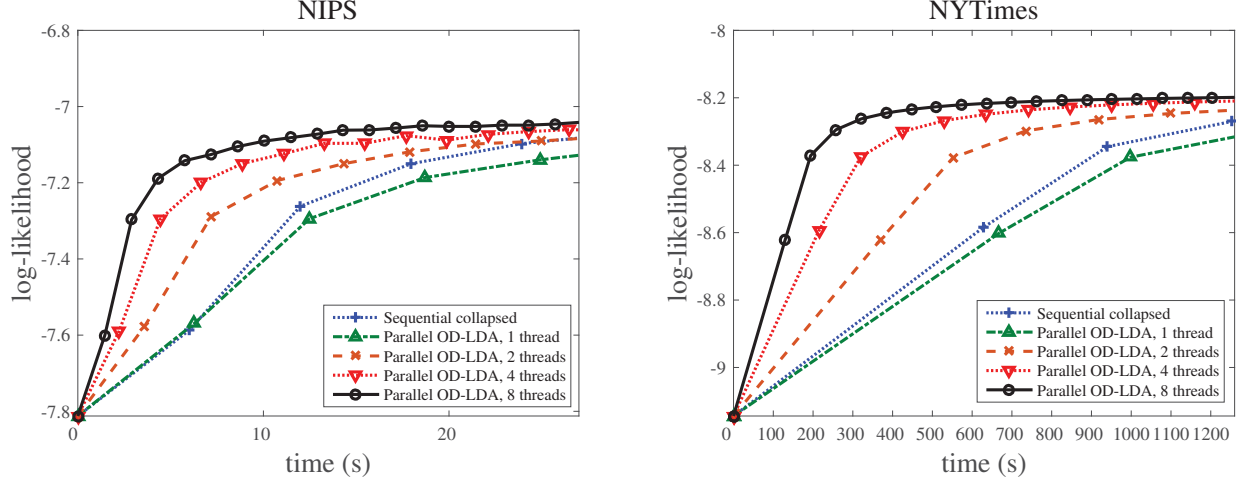 NIPS
-6.8
-7
-7.2
-7.4
-7.6
-7.8
log-likelihood
0
10
20
time (s)
Sequential collapsed
Parallel OD-LDA, 1 thread
Parallel OD-LDA, 2 threads
Parallel OD-LDA, 4 threads
Parallel OD-LDA, 8 threads
NYTimes
-8
-8.2
-8.4
-8.6
-8.8
-9
log-likelihood
0 100 200 300 400 500 600 700 800 900 1000 1100 1200
time (s)
Sequential collapsed
Parallel OD-LDA, 1 thread
Parallel OD-LDA, 2 threads
Parallel OD-LDA, 4 threads
Parallel OD-LDA, 8 threads